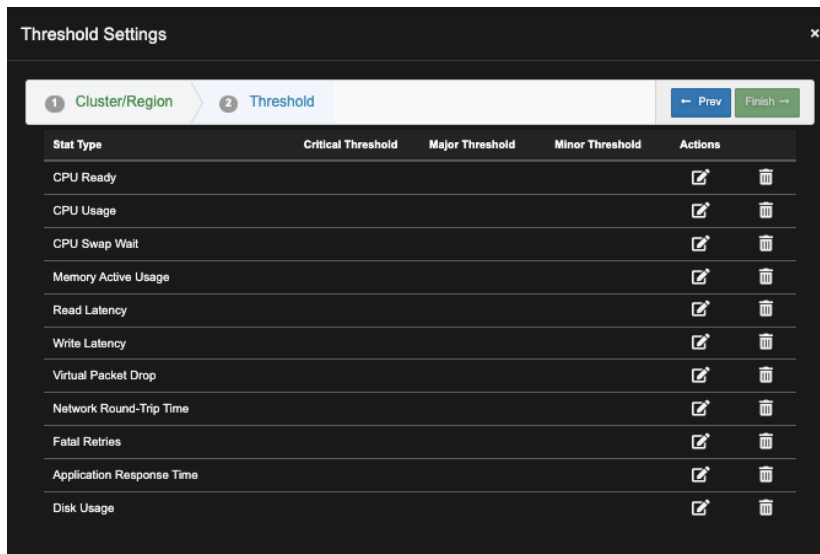 Threshold Settings ×
1 Cluster/Region 2 Threshold ← Prev Finish →
Stat Type Critical Threshold Major Threshold Minor Threshold Actions
CPU Ready
CPU Usage
CPU Swap Wait
Memory Active Usage
Read Latency
Write Latency
Virtual Packet Drop
Network Round-Trip Time
Fatal Retries
Application Response Time
Disk Usage